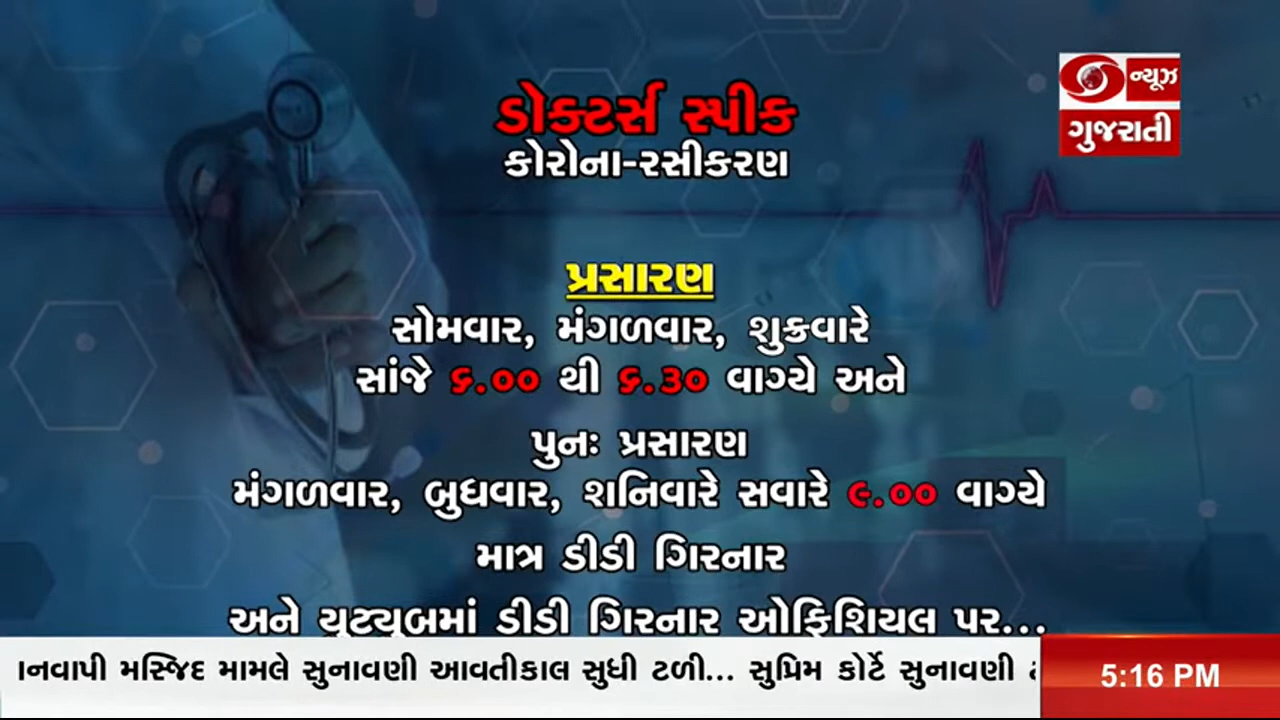 ડોક્ટર્સ સ્પીક
કોરોના-રસીકરણ
ન્યૂઝ
ગુજરાતી
પ્રસારણ
સોમવાર, મંગળવાર, શુક્રવારે
સાંજે ૬.૦૦ થી ૬.૩૦ વાગ્યે અને
પુનઃ પ્રસારણ
મંગળવાર, બુધવાર, શનિવારે સવારે ૯.૦૦ વાગ્યે
માત્ર ડીડી ગિરનાર
અને યુટ્યુબમાં ડીડી ગિરનાર ઓફિશિયલ પર...
મસ્જિદ મામલે સુનાવણી આવતીકાલ સુધી ટળી... સુપ્રિમ કોર્ટે સુનાવણી
5:16 PM